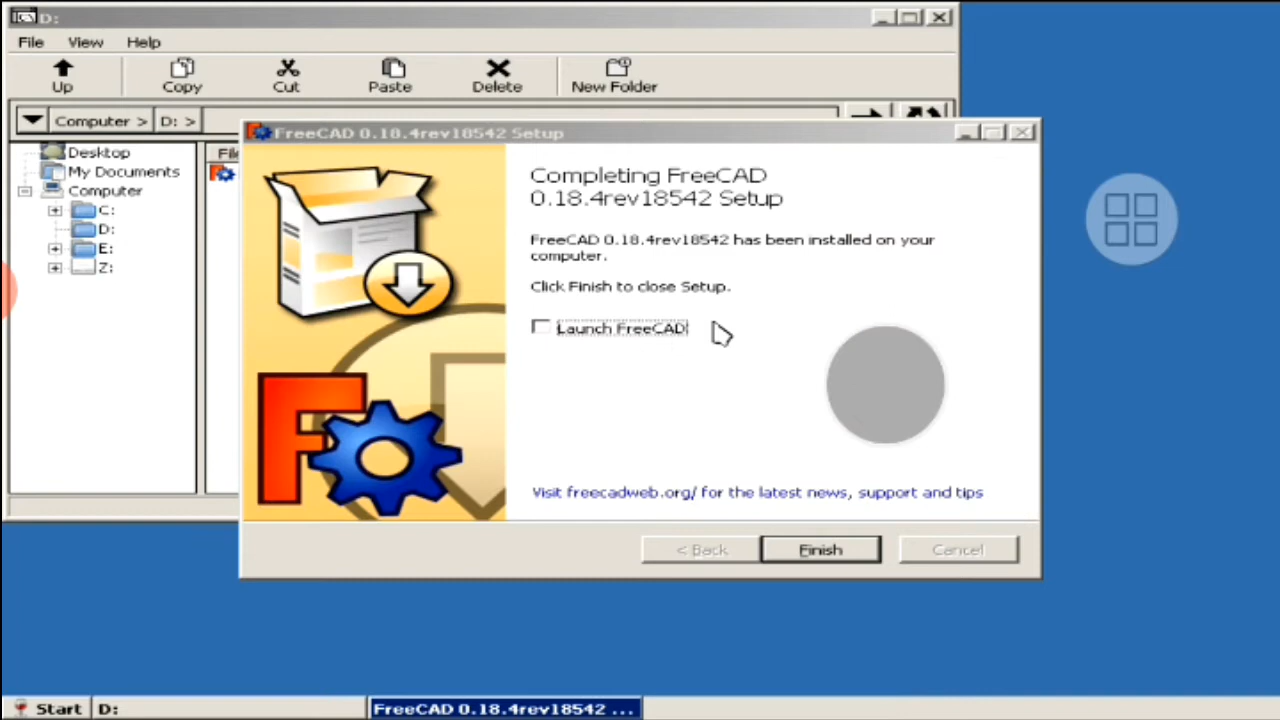 D:
File View Help
Up Copy Cut Paste Delete New Folder
Computer > D: >
Desktop
My Documents
Computer
C:
D:
E:
Z:
FreeCAD 0.18.4rev18542 Setup
Completing FreeCAD
0.18.4rev18542 Setup
FreeCAD 0.18.4rev18542 has been installed on your
computer.
Click Finish to close Setup.
Launch FreeCAD
Visit freecadweb.org/ for the latest news, support and tips
< Back Finish Cancel
Start D: FreeCAD 0.18.4rev18542 ...